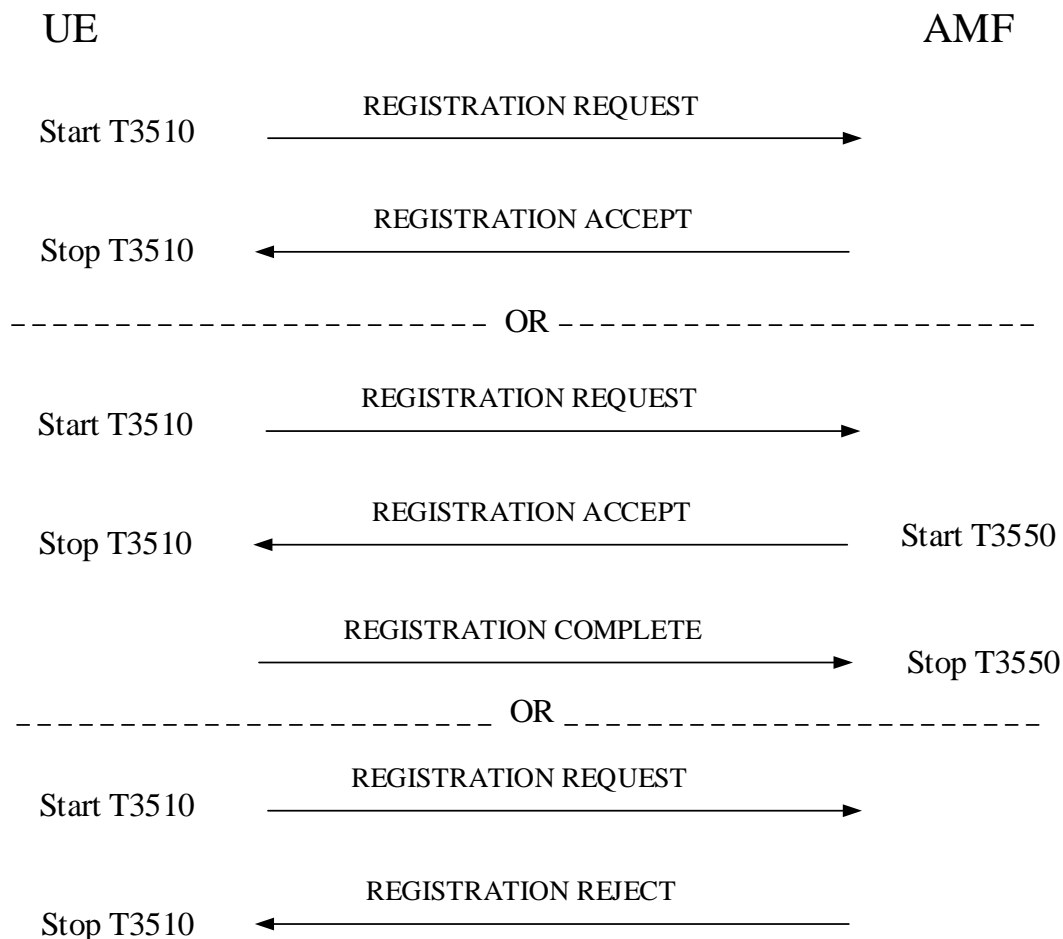 UE AMF
REGISTRATION REQUEST
Start T3510
REGISTRATION ACCEPT
Stop T3510
OR
REGISTRATION REQUEST
Start T3510
REGISTRATION ACCEPT
Stop T3510 Start T3550
REGISTRATION COMPLETE
Stop T3550
OR
REGISTRATION REQUEST
Start T3510
REGISTRATION REJECT
Stop T3510